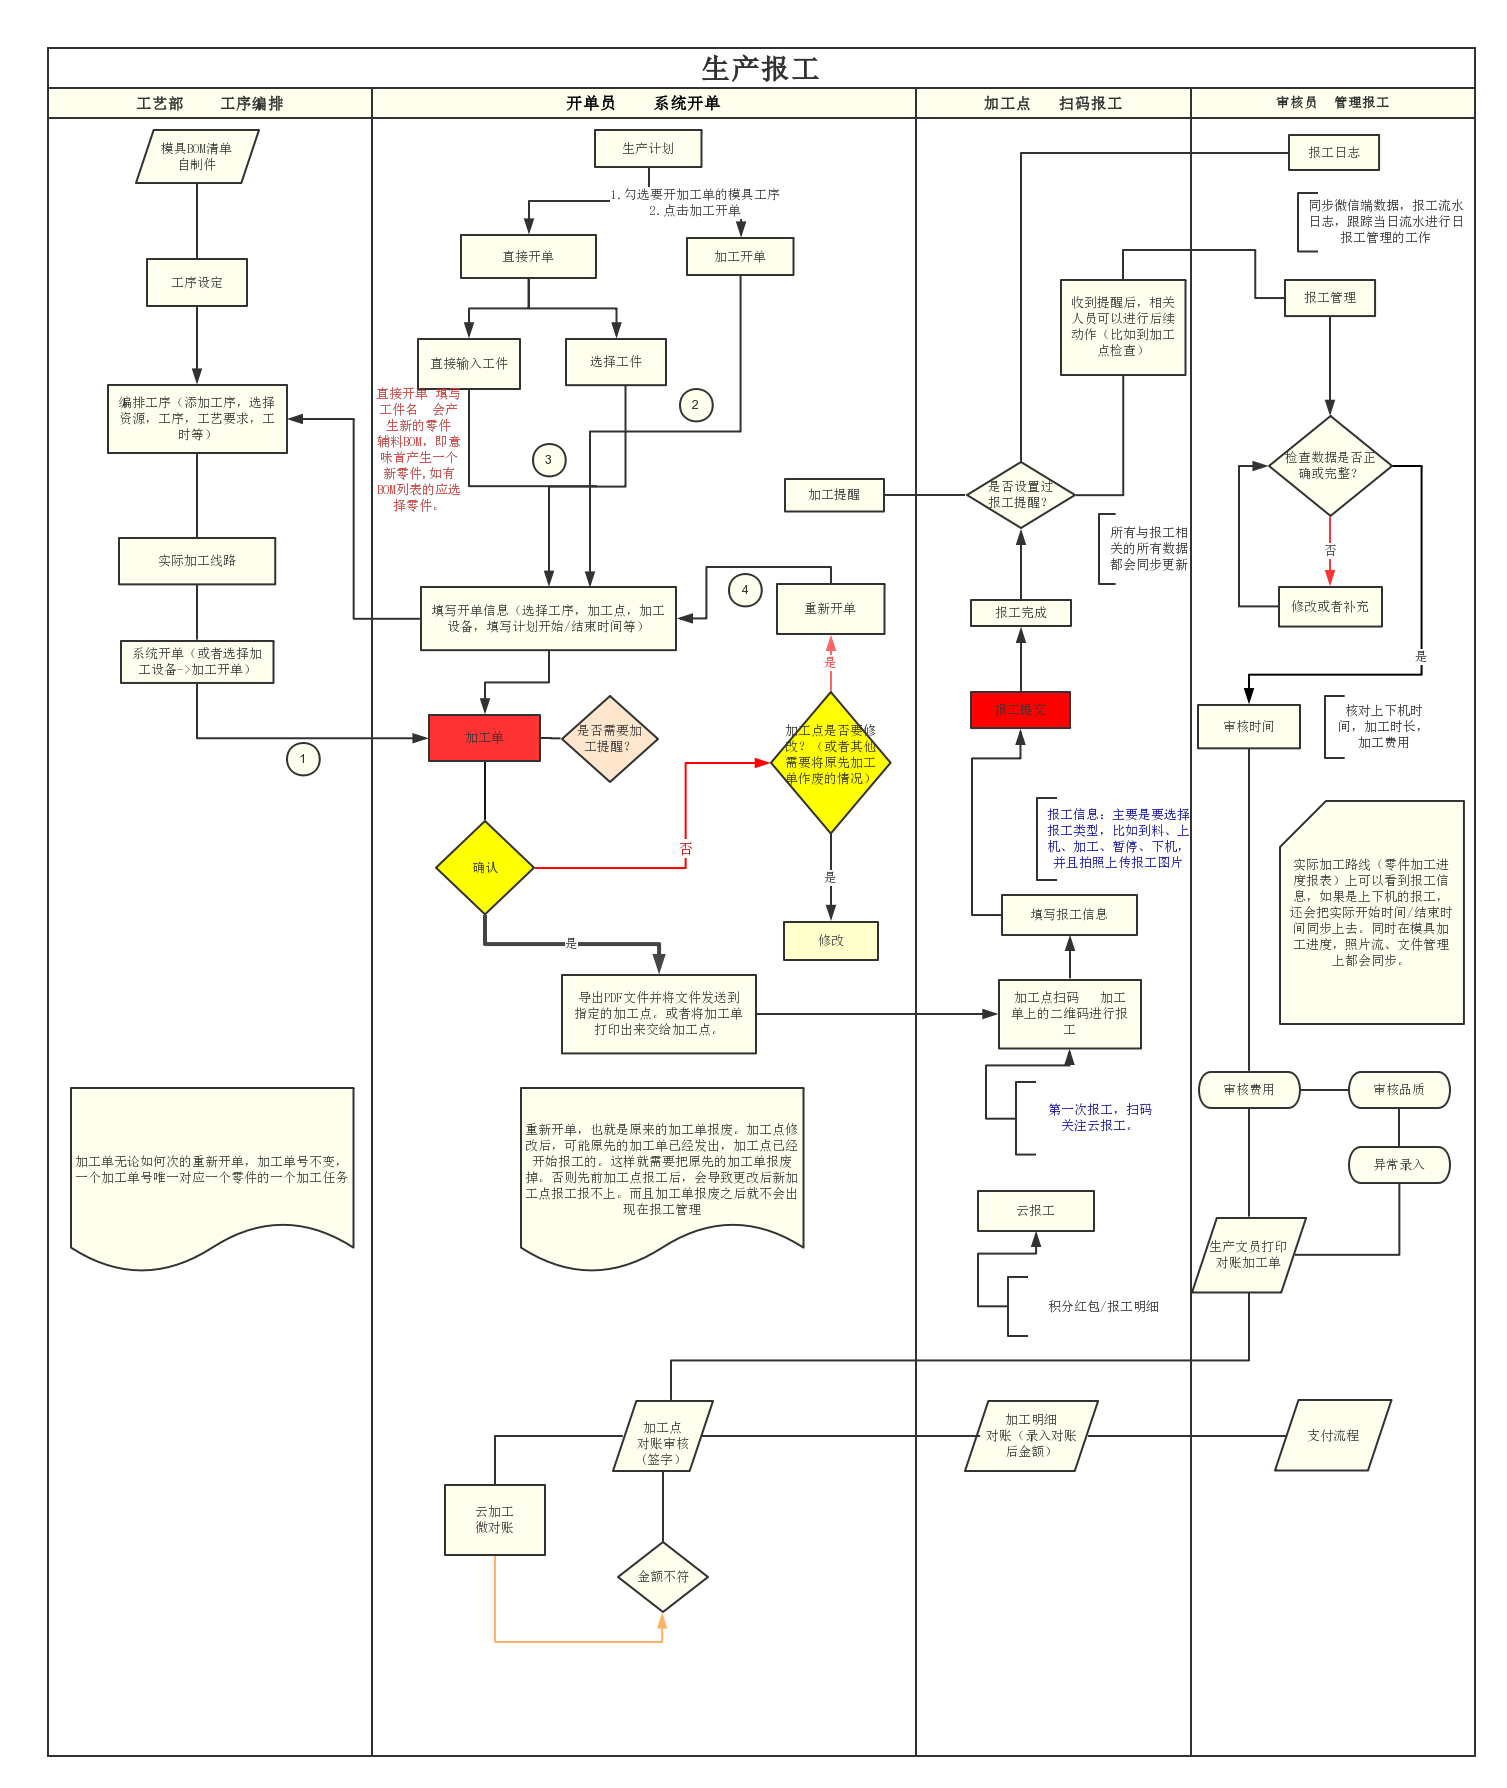 生产报工
工艺部 工序编排
开单员 系统开单
加工点 扫码报工
审核员 管理报工
模具BOM清单
自制件
工序设定
编排工序（添加工序，选择
资源，工序，工艺要求，工
时等）
实际加工线路
系统开单（或者选择加
工设备->加工开单）
1
加工单无论如何次的重新开单，加工单号不变，
一个加工单号唯一对应一个零件的一个加工任务
生产计划
1.勾选要开加工单的模具工序
2.点击加工开单
直接开单
加工开单
直接输入工件
选择工件
直接开单 填写
工件名 会产
生新的零件
辅料BOM，即意
味首产生一个
新零件,如有
BOM列表的应选
择零件。
2
3
填写开单信息（选择工序，加工点，加工
设备，填写计划开始/结束时间等）
4
重新开单
是
加工单
是否需要加
工提醒？
加工点是否要修
改？（或者其他
需要将原先加工
单作废的情况）
否
确认
是
是
修改
导出PDF文件并将文件发送到
指定的加工点。或者将加工单
打印出来交给加工点。
重新开单，也就是原来的加工单报废。加工点修
改后，可能原先的加工单已经发出，加工点已经
开始报工的。这样就需要把原先的加工单报废
掉。否则先前加工点报工后，会导致更改后新加
工点报工报不上。而且加工单报废之后就不会出
现在报工管理
加工点
对账审核
(签字）
云加工
微对账
金额不符
收到提醒后，相关
人员可以进行后续
动作（比如到加工
点检查）
加工提醒
是否设置过
报工提醒？
所有与报工相
关的所有数据
都会同步更新
报工完成
报工提交
报工信息：主要是要选择
报工类型，比如到料、上
机、加工、暂停、下机，
并且拍照上传报工图片
填写报工信息
加工点扫码 加工
单上的二维码进行报
工
第一次报工，扫码
关注云报工。
云报工
积分红包/报工明细
加工明细
对账（录入对账
后金额）
报工日志
同步微信端数据，报工流水
日志，跟踪当日流水进行日
报工管理的工作
报工管理
检查数据是否正
确或完整？
否
修改或者补充
是
审核时间
核对上下机时
间，加工时长，
加工费用
实际加工路线（零件加工进
度报表）上可以看到报工信
息，如果是上下机的报工，
还会把实际开始时间/结束时
间同步上去。同时在模具加
工进度，照片流、文件管理
上都会同步。
审核费用
审核品质
异常录入
生产文员打印
对账加工单
支付流程